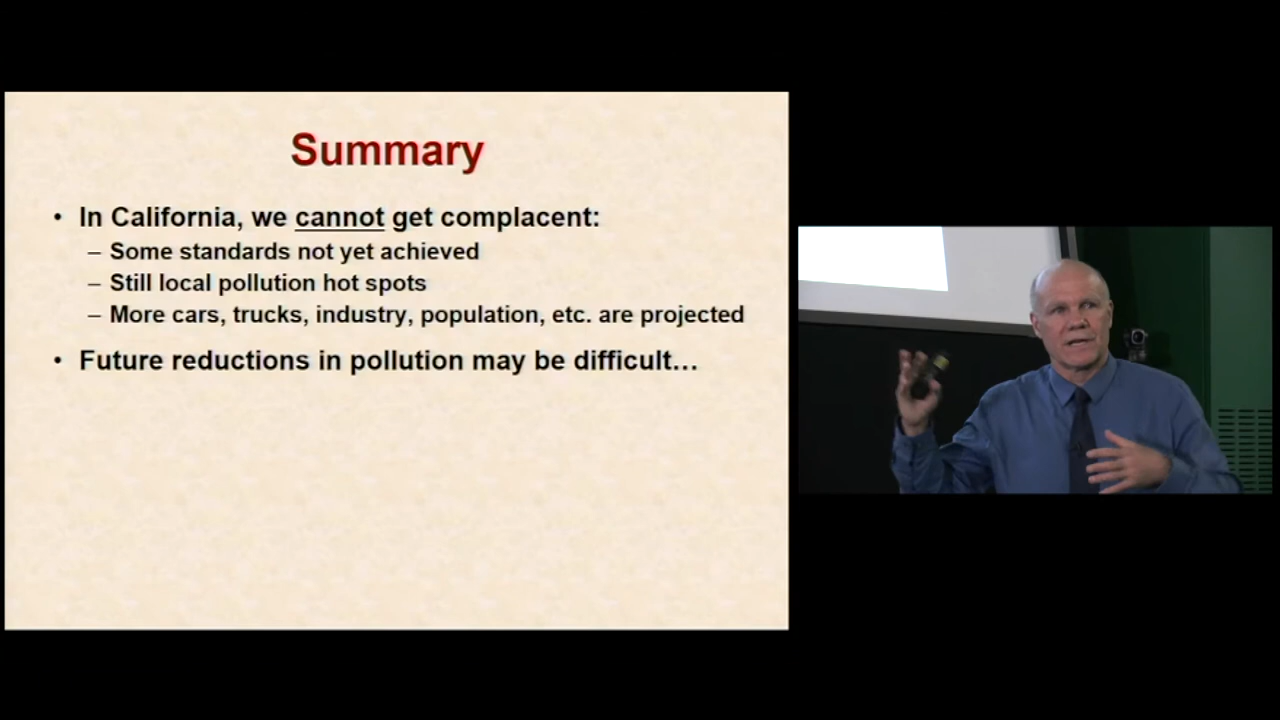 Summary
• In California, we cannot get complacent:
– Some standards not yet achieved
– Still local pollution hot spots
– More cars, trucks, industry, population, etc. are projected
• Future reductions in pollution may be difficult…